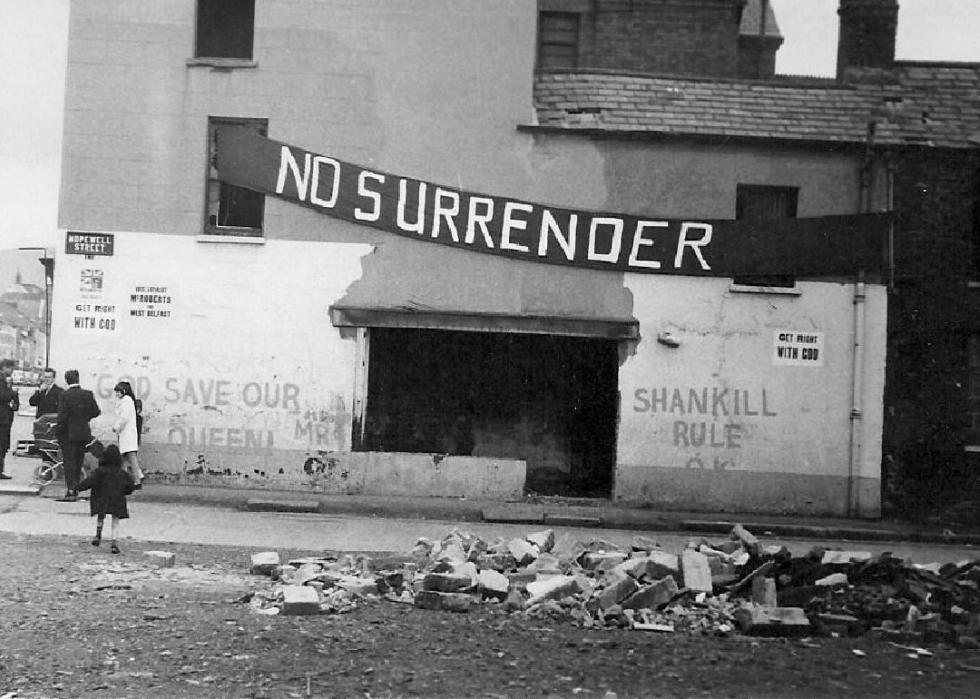 NO SURRENDER
HOPEWELL
STREET
GET RIGHT
WITH GOD
VOTE LOYALIST
McROBERTS
WEST BELFAST
GET RIGHT
WITH GOD
GOD SAVE OUR
QUEEN!
SHANKILL
RULE
OK